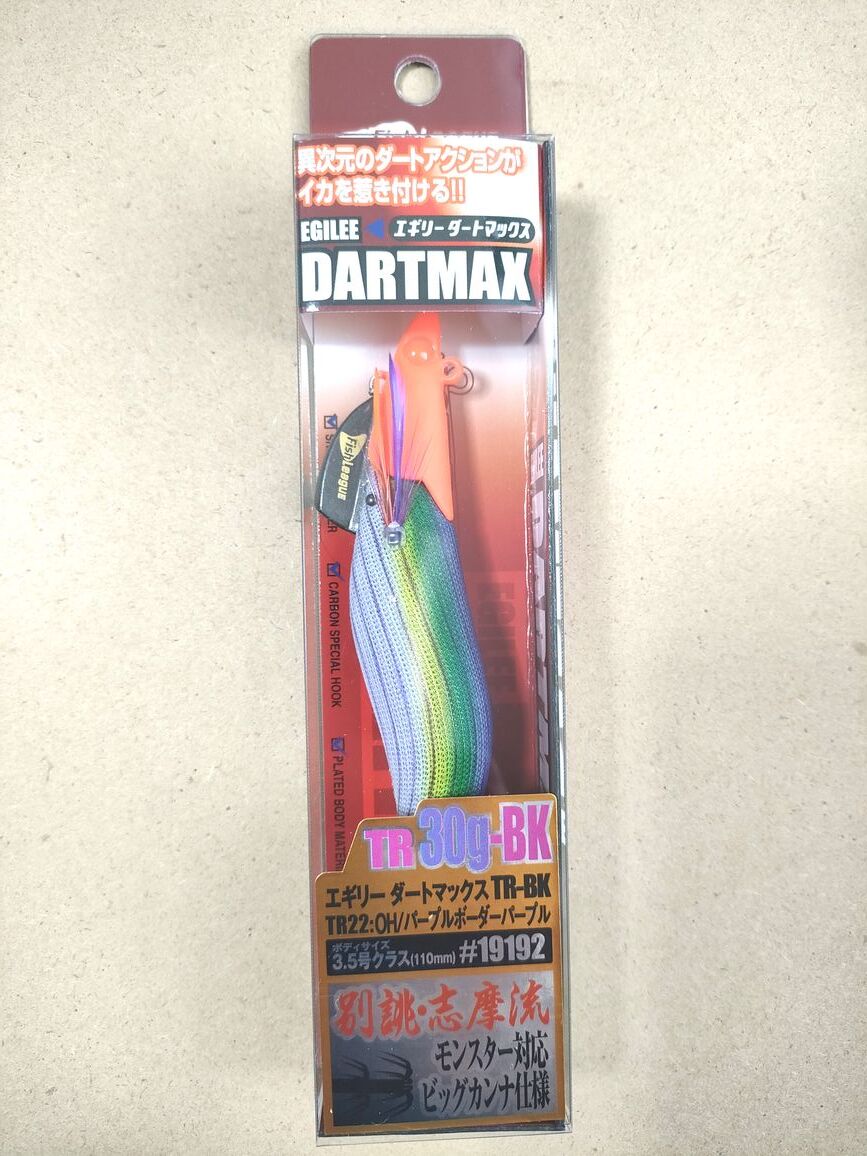 異次元のダートアクションが
イカを惹き付ける!!
EGILEE エギリー ダートマックス
DARTMAX
FishLeague
CARBON SPECIAL HOOK
PLATED BODY
EGILEE
TR 30g-BK
エギリー ダートマックス TR-BK
TR22:OH/パープルボーダーパープル
ボディサイズ
3.5号クラス(110mm) #19192
別誂・志摩流
モンスター対応
ビッグカンナ仕様